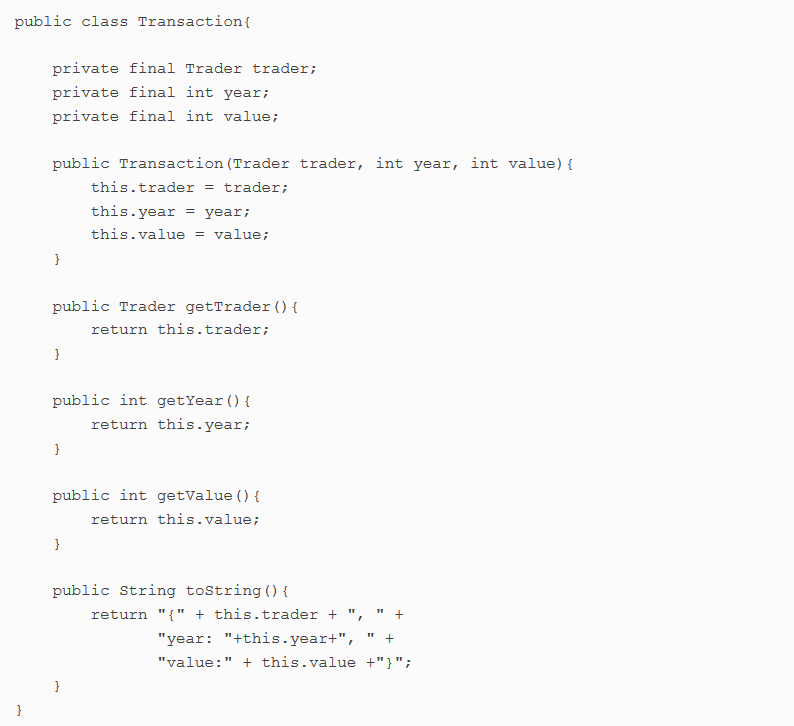 public class Transaction{
    private final Trader trader;
    private final int year;
    private final int value;
    public Transaction(Trader trader, int year, int value){
        this.trader = trader;
        this.year = year;
        this.value = value;
    }
    public Trader getTrader(){
        return this.trader;
    }
    public int getYear(){
        return this.year;
    }
    public int getValue(){
        return this.value;
    }
    public String toString(){
        return "{" + this.trader + ", " +
               "year: "+this.year+", " +
               "value:" + this.value +"}";
    }
}